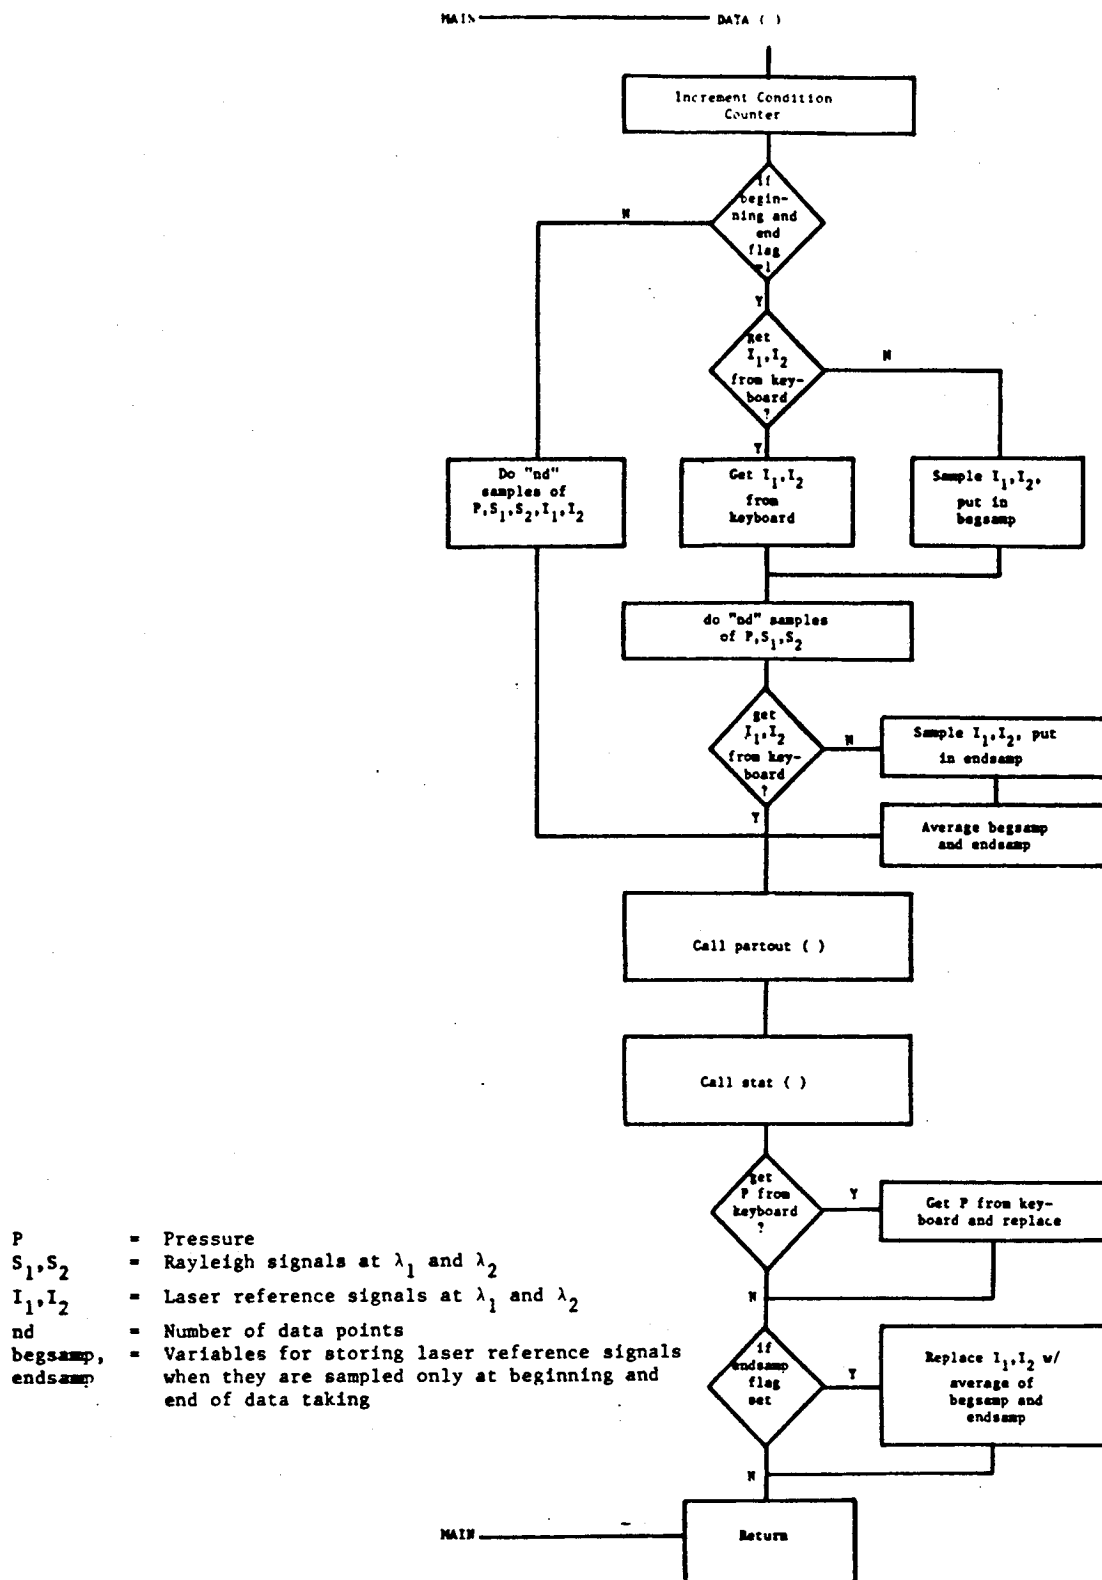 MAIN DATA ( )
Increment Condition
Counter
if
begin-
ning and
end
flag
=1
N
Y
get
I1,I2
from key-
board
?
N
Y
Do "nd"
samples of
P,S1,S2,I1,I2
Get I1,I2
from
keyboard
Sample I1,I2,
put in
begsamp
do "nd" samples
of P,S1,S2
get
I1,I2
from key-
board
?
N
Y
Sample I1,I2, put
in endsamp
Average begsamp
and endsamp
Call partout ( )
Call stat ( )
get
P from
keyboard
?
Y
N
Get P from key-
board and replace
if
endsamp
flag
set
Y
N
Replace I1,I2 w/
average of
begsamp and
endsamp
MAIN
Return
P = Pressure
S1,S2 = Rayleigh signals at λ1 and λ2
I1,I2 = Laser reference signals at λ1 and λ2
nd = Number of data points
begsamp, = Variables for storing laser reference signals
endsamp when they are sampled only at beginning and
end of data taking